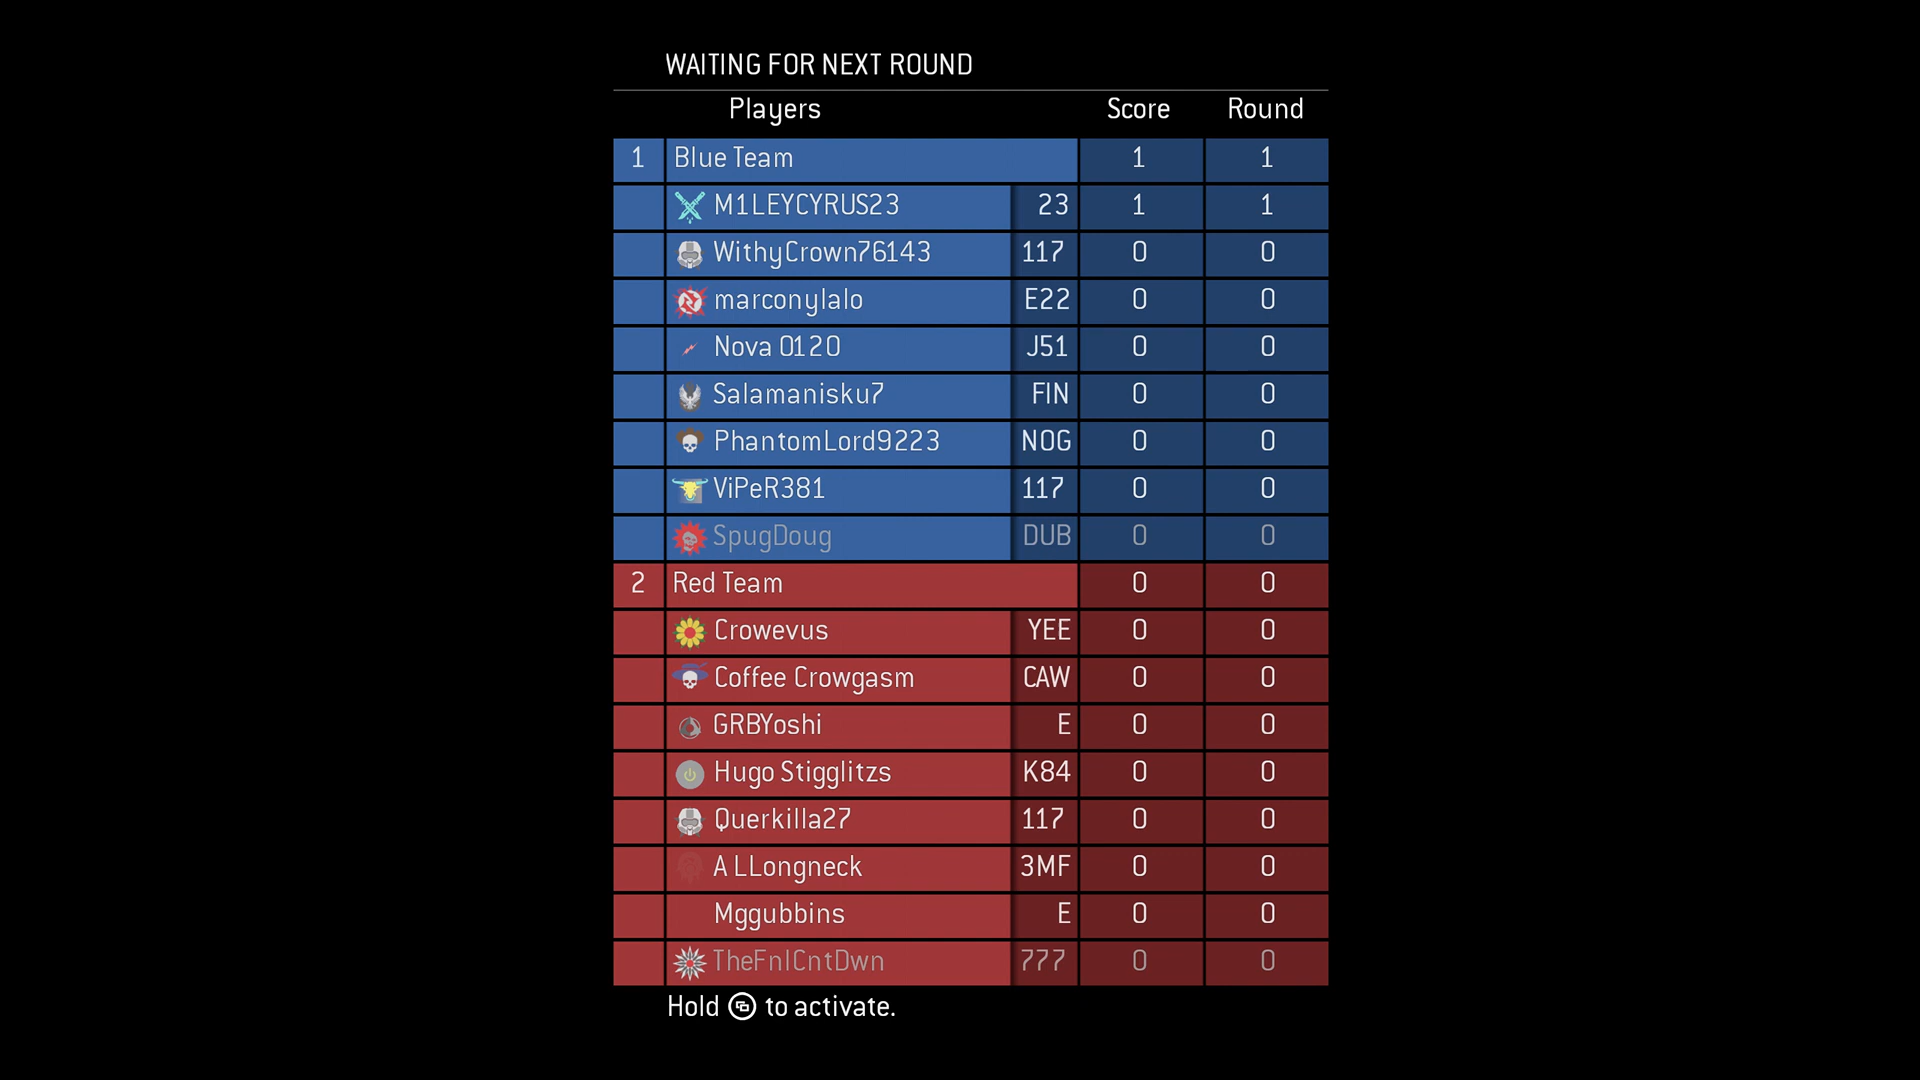 WAITING FOR NEXT ROUND
Players Score Round
1 Blue Team 1 1
M1LEYCYRUS23 23 1 1
WithyCrown76143 117 0 0
marconylalo E22 0 0
Nova 0120 J51 0 0
Salamanisku7 FIN 0 0
PhantomLord9223 NOG 0 0
ViPeR381 117 0 0
SpugDoug DUB 0 0
2 Red Team 0 0
Crowevus YEE 0 0
Coffee Crowgasm CAW 0 0
GRBYoshi E 0 0
Hugo Stigglitzs K84 0 0
Querkilla27 117 0 0
A LLongneck 3MF 0 0
Mggubbins E 0 0
TheFnlCntDwn 777 0 0
Hold to activate.